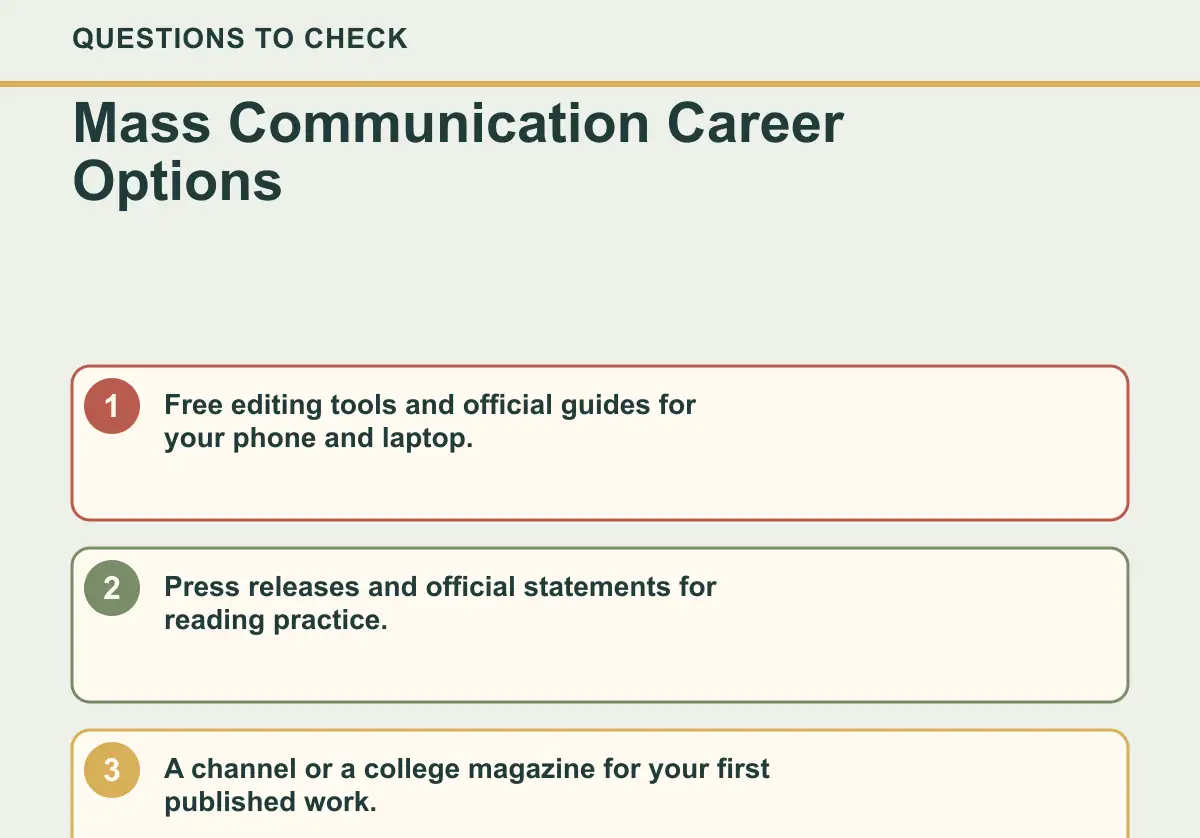 QUESTIONS TO CHECK
Mass Communication Career
Options
1
Free editing tools and official guides for
your phone and laptop.
2
Press releases and official statements for
reading practice.
3
A channel or a college magazine for your first
published work.